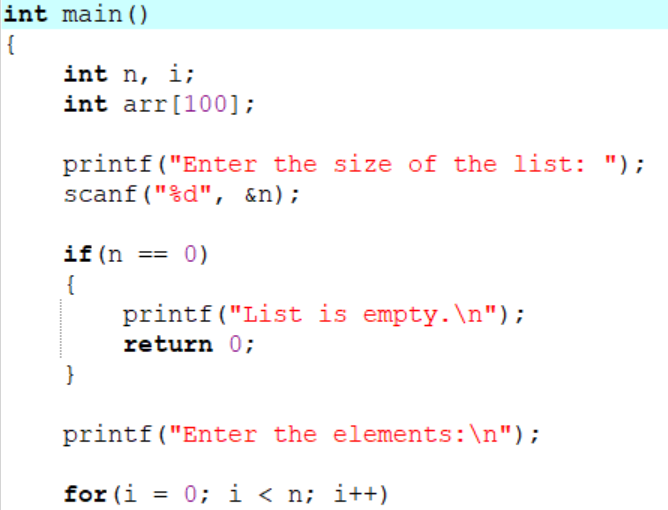 int main()
{
    int n, i;
    int arr[100];

    printf("Enter the size of the list: ");
    scanf("%d", &n);

    if(n == 0)
    {
        printf("List is empty.\n");
        return 0;
    }

    printf("Enter the elements:\n");

    for(i = 0; i < n; i++)